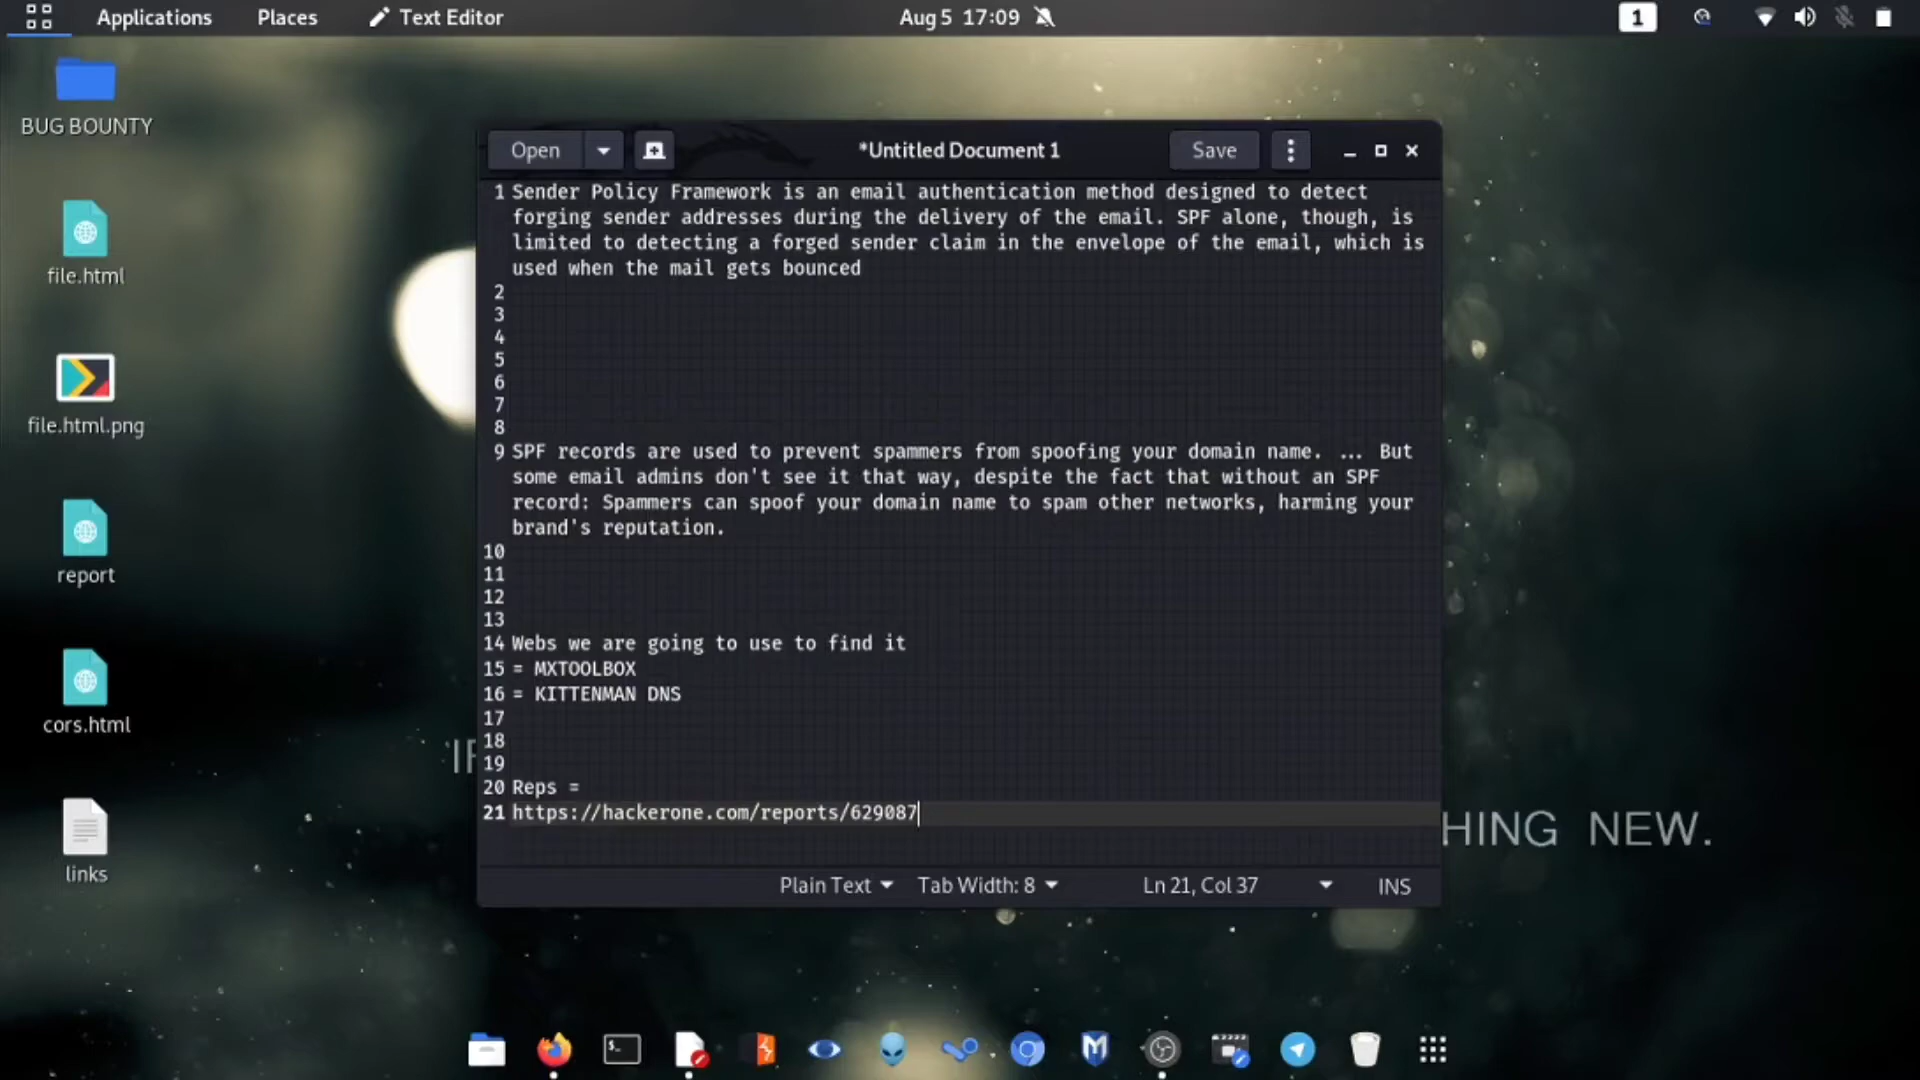 Applications Places Text Editor Aug 5 17:09 1
BUG BOUNTY
file.html
file.html.png
report
cors.html
links
Open *Untitled Document 1 Save
1 Sender Policy Framework is an email authentication method designed to detect
forging sender addresses during the delivery of the email. SPF alone, though, is
limited to detecting a forged sender claim in the envelope of the email, which is
used when the mail gets bounced
2
3
4
5
6
7
8
9 SPF records are used to prevent spammers from spoofing your domain name. ... But
some email admins don't see it that way, despite the fact that without an SPF
record: Spammers can spoof your domain name to spam other networks, harming your
brand's reputation.
10
11
12
13
14 Webs we are going to use to find it
15 = MXTOOLBOX
16 = KITTENMAN DNS
17
18
19
20 Reps =
21 https://hackerone.com/reports/629087
Plain Text Tab Width: 8 Ln 21, Col 37 INS
HING NEW.